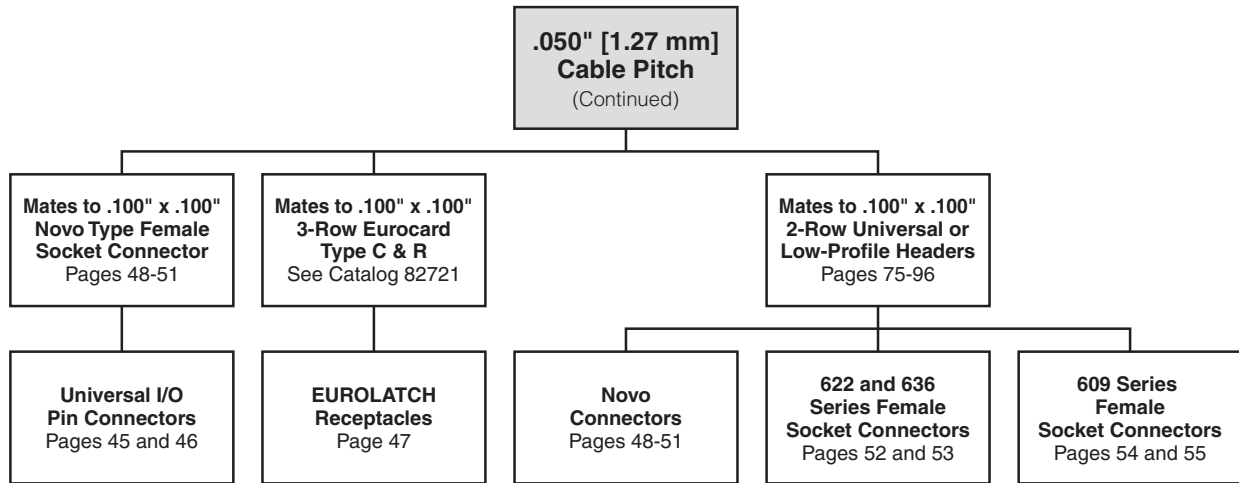 .050" [1.27 mm]
Cable Pitch
(Continued)
Mates to .100" x .100"
Novo Type Female
Socket Connector
Pages 48-51
Mates to .100" x .100"
3-Row Eurocard
Type C & R
See Catalog 82721
Mates to .100" x .100"
2-Row Universal or
Low-Profile Headers
Pages 75-96
Universal I/O
Pin Connectors
Pages 45 and 46
EUROLATCH
Receptacles
Page 47
Novo
Connectors
Pages 48-51
622 and 636
Series Female
Socket Connectors
Pages 52 and 53
609 Series
Female
Socket Connectors
Pages 54 and 55